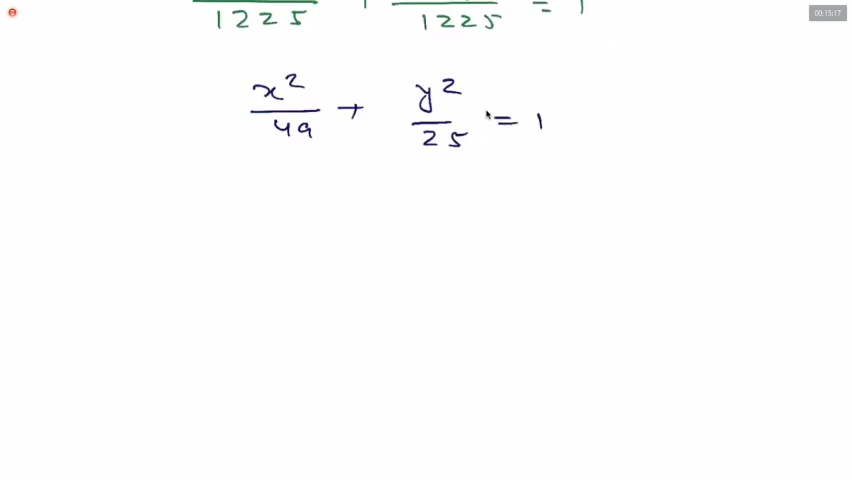 1225 1225 = 1
x² y²
── + ── = 1
49 25
00:15:17